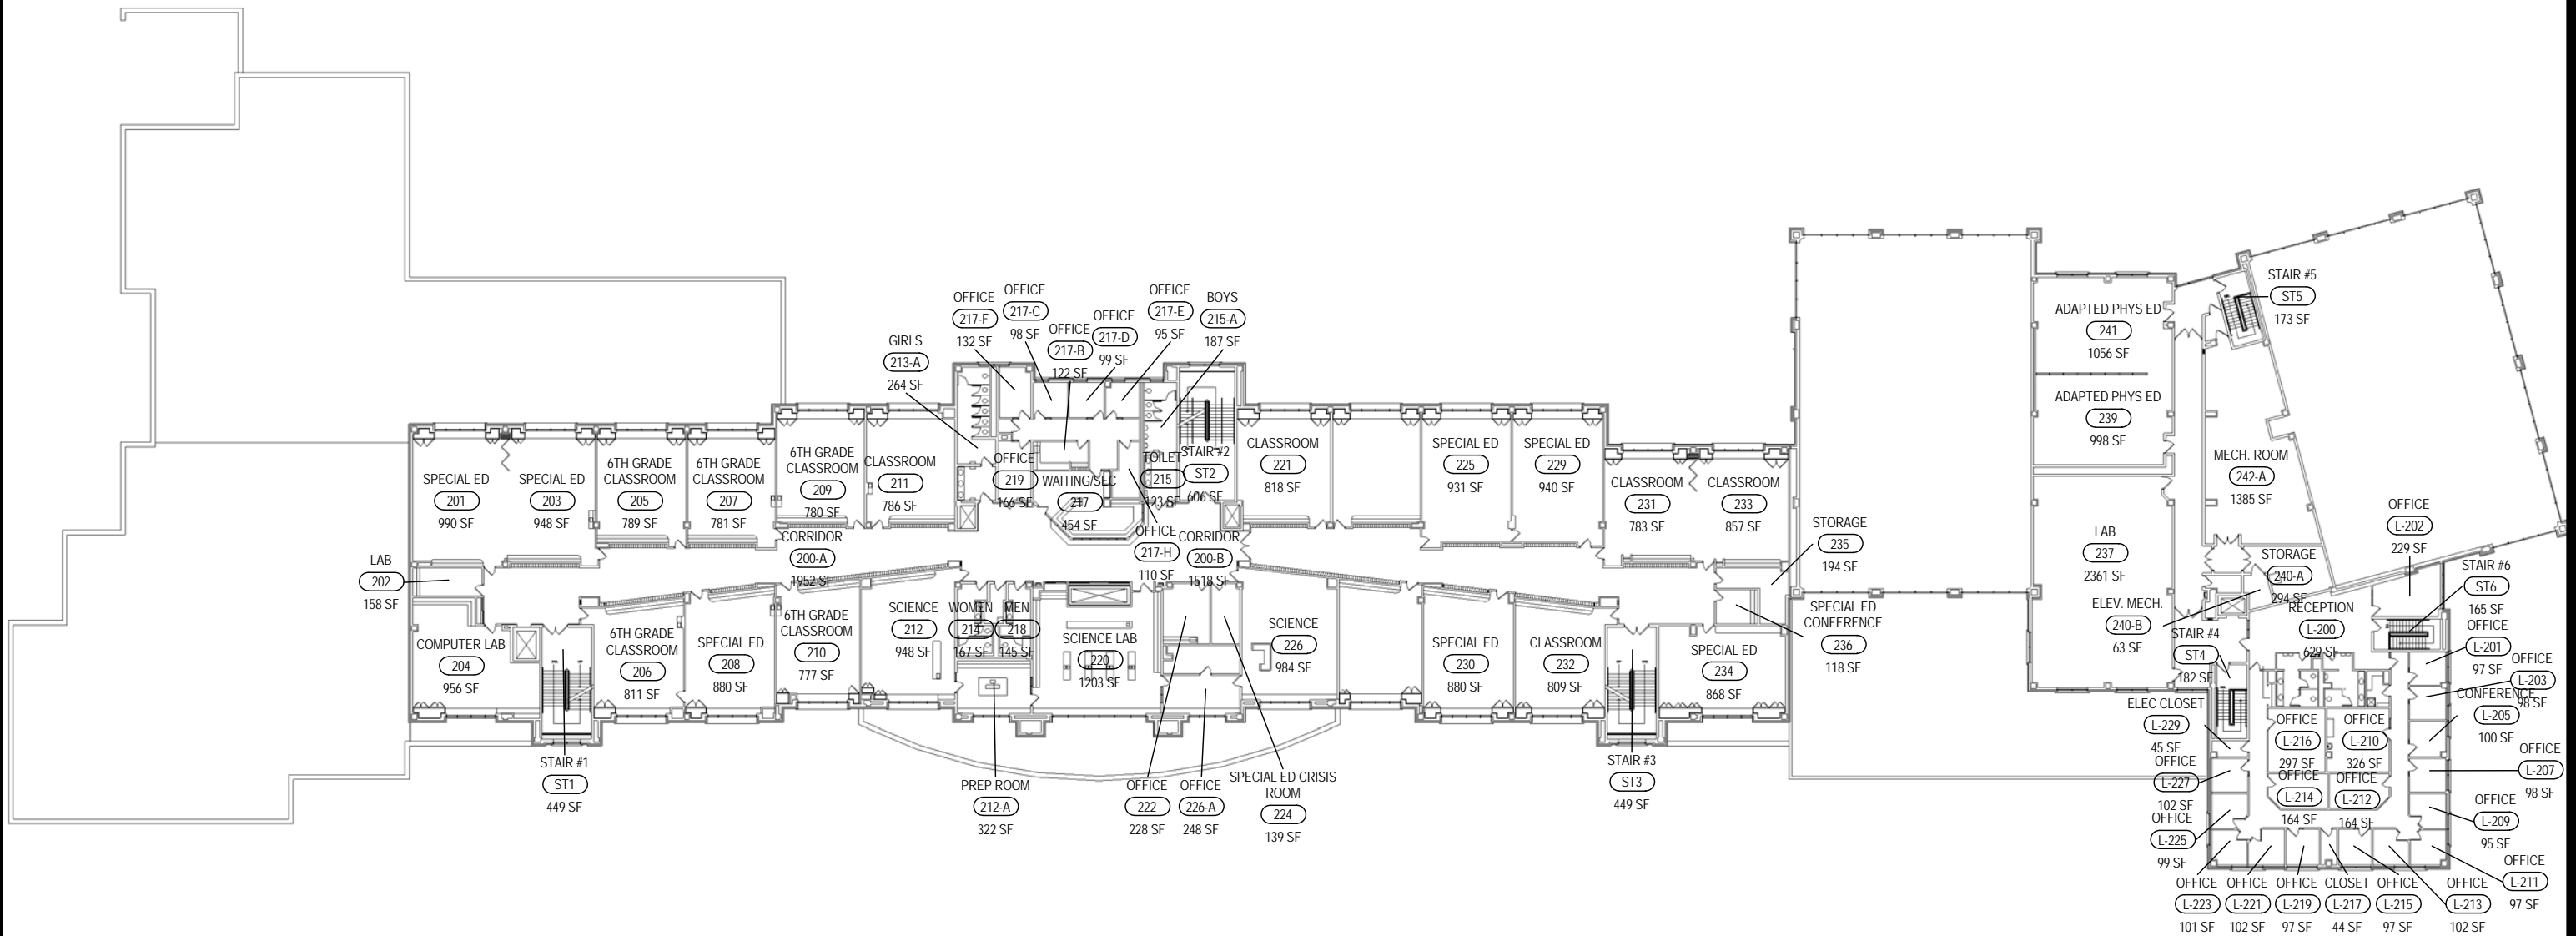 SPECIAL ED
201
990 SF
SPECIAL ED
203
948 SF
6TH GRADE
CLASSROOM
205
789 SF
6TH GRADE
CLASSROOM
207
781 SF
6TH GRADE
CLASSROOM
209
780 SF
CLASSROOM
211
786 SF
CORRIDOR
200-A
1952 SF
LAB
202
158 SF
COMPUTER LAB
204
956 SF
6TH GRADE
CLASSROOM
206
811 SF
SPECIAL ED
208
880 SF
6TH GRADE
CLASSROOM
210
777 SF
SCIENCE
212
948 SF
WOMEN
214
167 SF
MEN
218
145 SF
SCIENCE LAB
220
1203 SF
STAIR #1
ST1
449 SF
PREP ROOM
212-A
322 SF
GIRLS
213-A
264 SF
OFFICE
217-F
132 SF
OFFICE
217-C
98 SF
OFFICE
217-B
122 SF
OFFICE
217-D
99 SF
OFFICE
217-E
95 SF
BOYS
215-A
187 SF
OFFICE
219
166 SF
WAITING/SEC
217
454 SF
TOILET
215
123 SF
STAIR #2
ST2
606 SF
OFFICE
217-H
110 SF
CORRIDOR
200-B
1518 SF
CLASSROOM
221
818 SF
SPECIAL ED
225
931 SF
SPECIAL ED
229
940 SF
CLASSROOM
231
783 SF
CLASSROOM
233
857 SF
STORAGE
235
194 SF
SPECIAL ED
CONFERENCE
236
118 SF
SCIENCE
226
984 SF
SPECIAL ED
230
880 SF
CLASSROOM
232
809 SF
SPECIAL ED
234
868 SF
OFFICE
222
228 SF
OFFICE
226-A
248 SF
SPECIAL ED CRISIS
ROOM
224
139 SF
STAIR #3
ST3
449 SF
ADAPTED PHYS ED
241
1056 SF
ADAPTED PHYS ED
239
998 SF
LAB
237
2361 SF
STAIR #5
ST5
173 SF
MECH. ROOM
242-A
1385 SF
STORAGE
240-A
294 SF
ELEV. MECH.
240-B
63 SF
OFFICE
L-202
229 SF
STAIR #6
ST6
165 SF
RECEPTION
L-200
629 SF
STAIR #4
ST4
182 SF
OFFICE
L-201
97 SF
OFFICE
L-203
98 SF
CONFERENCE
L-205
100 SF
OFFICE
L-207
98 SF
OFFICE
L-209
95 SF
OFFICE
L-211
97 SF
ELEC CLOSET
L-229
45 SF
OFFICE
L-227
102 SF
OFFICE
L-225
99 SF
OFFICE
L-216
297 SF
OFFICE
L-210
326 SF
OFFICE
L-214
164 SF
OFFICE
L-212
164 SF
OFFICE
L-223
101 SF
OFFICE
L-221
102 SF
OFFICE
L-219
97 SF
CLOSET
L-217
44 SF
OFFICE
L-215
97 SF
OFFICE
L-213
102 SF